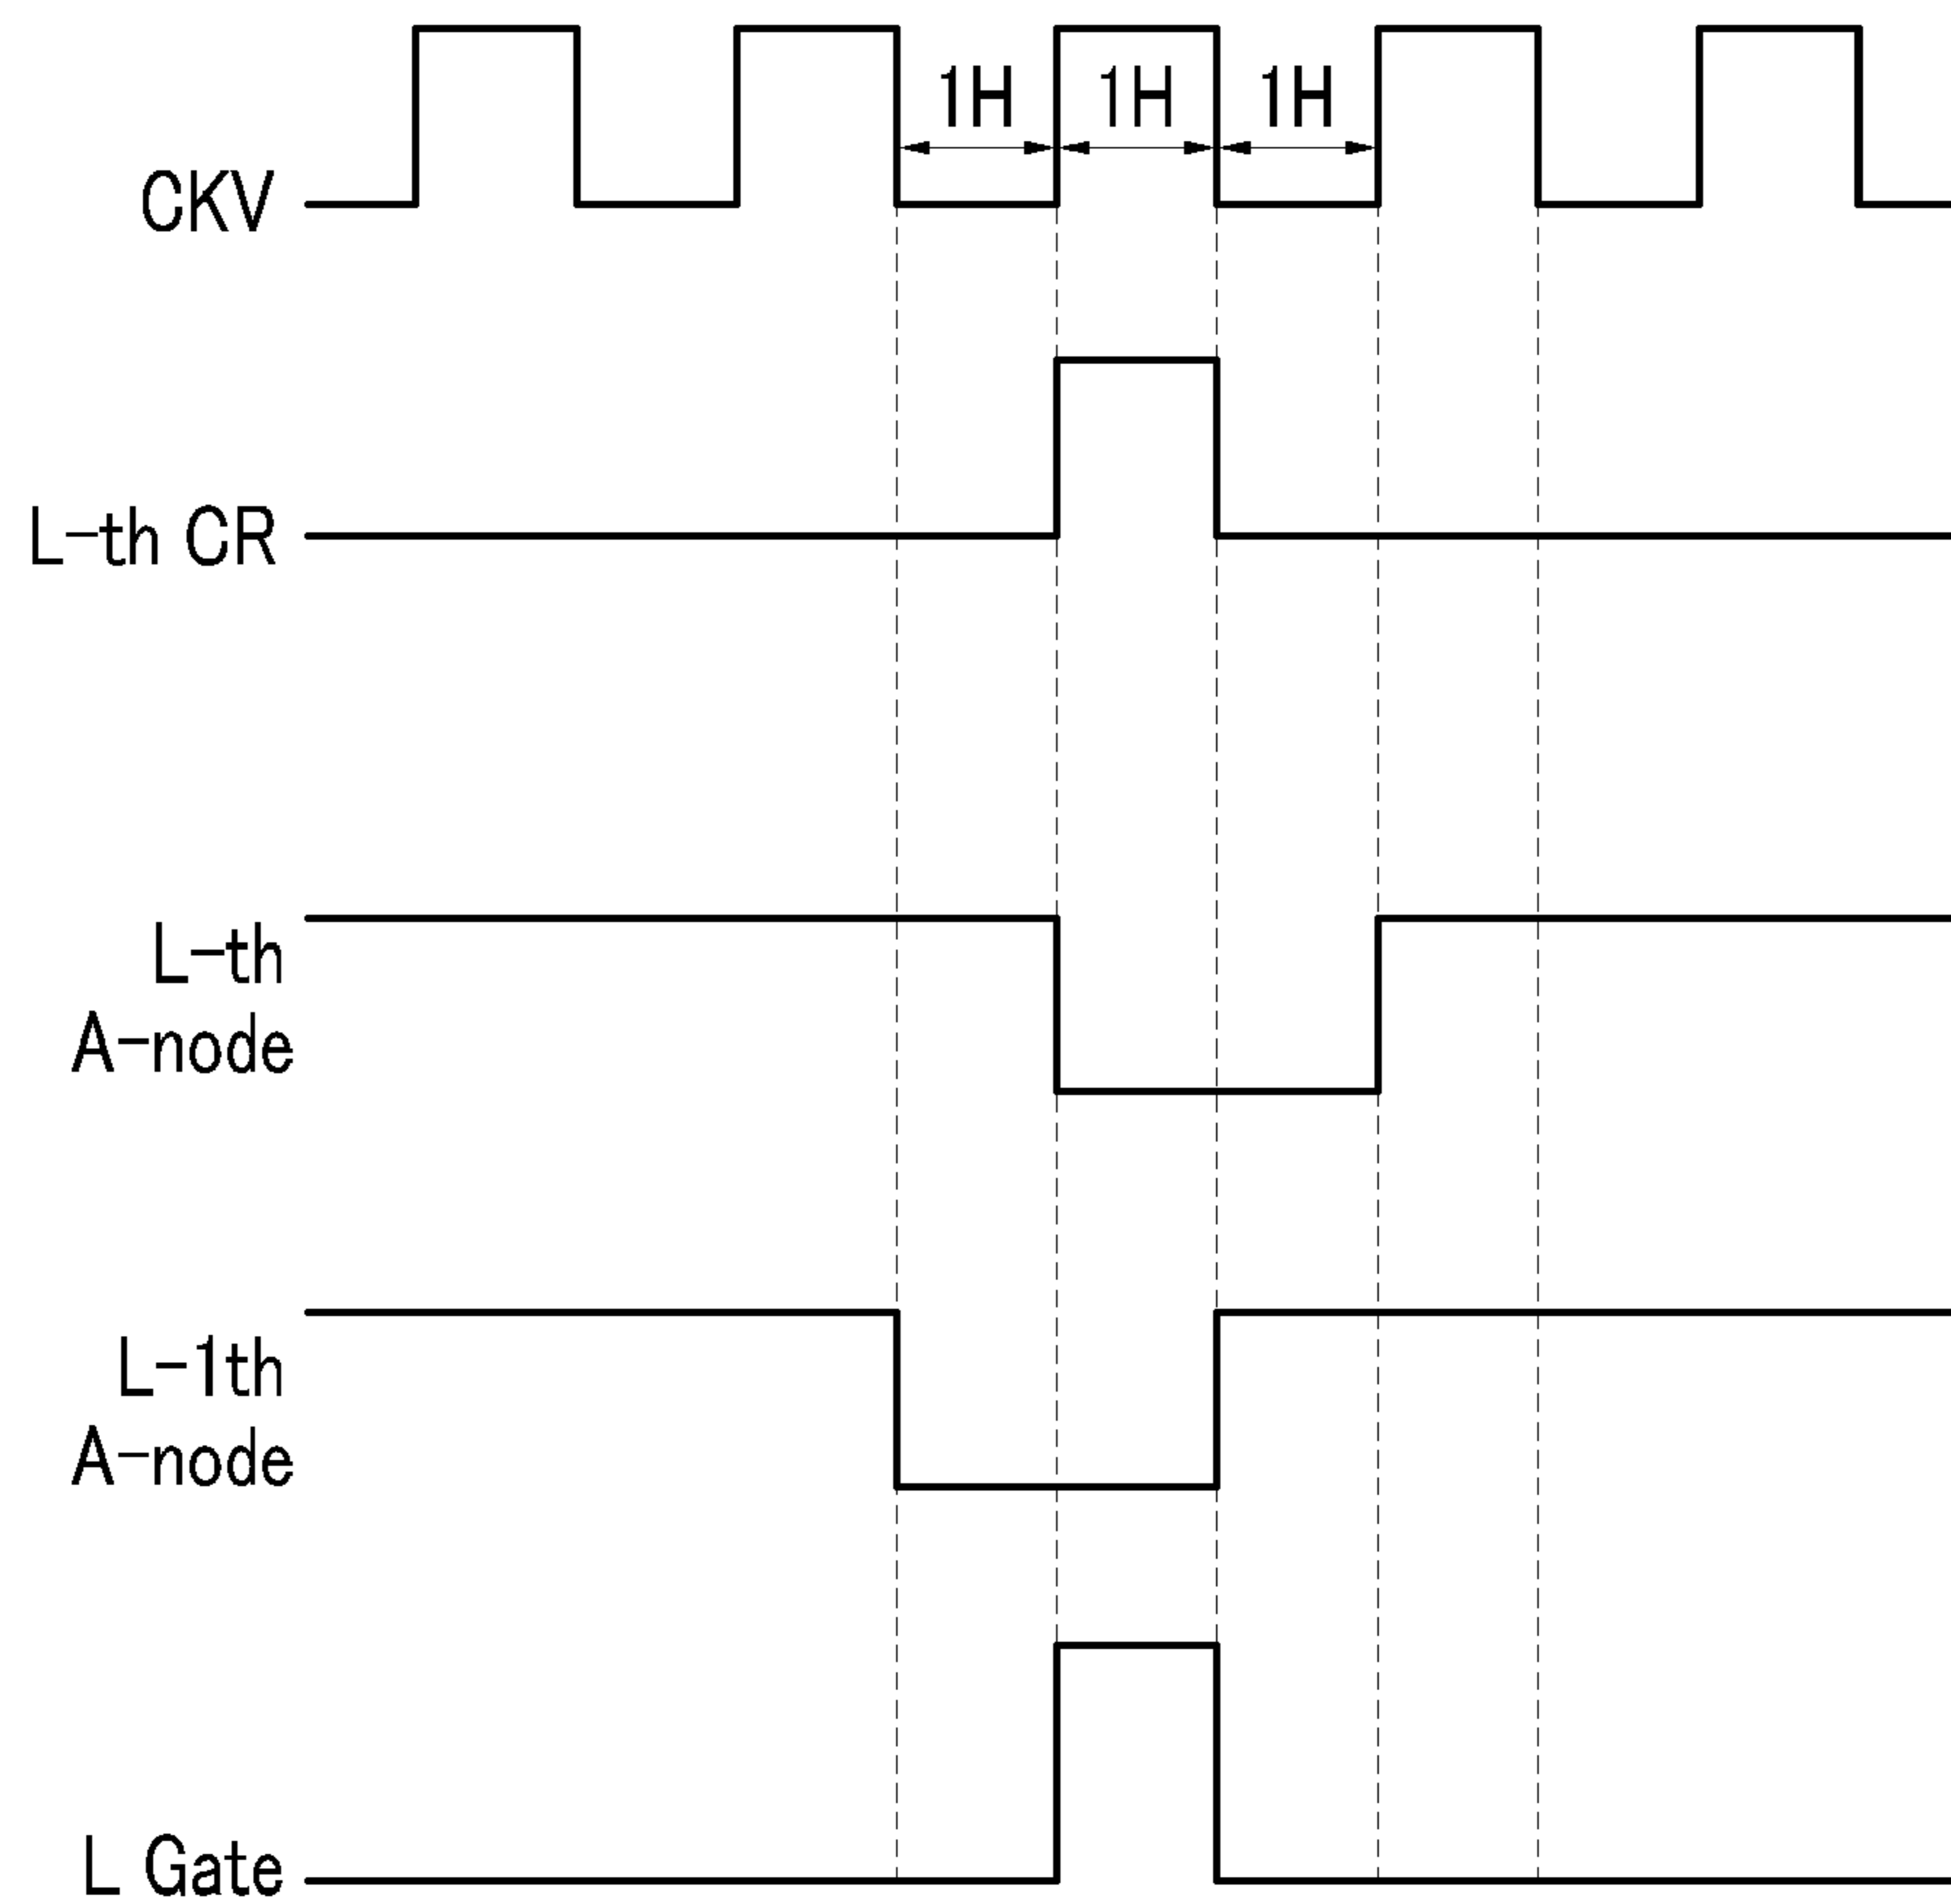 1H 1H 1H
CKV
L-th CR
L-th
A-node
L-1th
A-node
L Gate